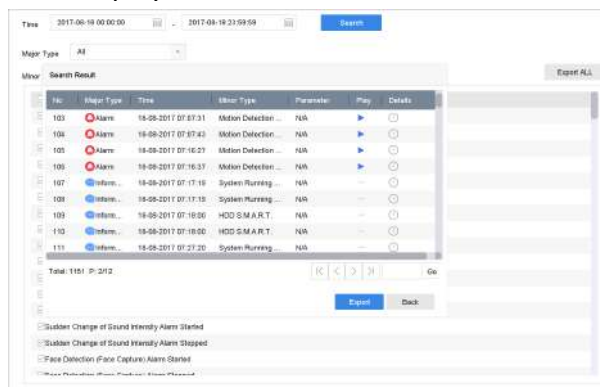 Time 2017-08-18 00:00:00 - 2017-08-18 23:59:59 Search
Major Type All
Minor Search Result Export ALL
No Major Type Time Minor Type Parameter Play Details
103 Alarm 18-08-2017 07:07:31 Motion Detection ... N/A
104 Alarm 18-08-2017 07:07:43 Motion Detection ... N/A
105 Alarm 18-08-2017 07:16:27 Motion Detection ... N/A
106 Alarm 18-08-2017 07:16:37 Motion Detection ... N/A
107 Inform... 18-08-2017 07:17:19 System Running ... N/A
108 Inform... 18-08-2017 07:17:19 System Running ... N/A
109 Inform... 18-08-2017 07:18:00 HDD S.M.A.R.T. N/A
110 Inform... 18-08-2017 07:18:00 HDD S.M.A.R.T. N/A
111 Inform... 18-08-2017 07:27:20 System Running ... N/A
Total: 1151 P: 2/12 Go
Export Back
Sudden Change of Sound Intensity Alarm Started
Sudden Change of Sound Intensity Alarm Stopped
Face Detection (Face Capture) Alarm Started